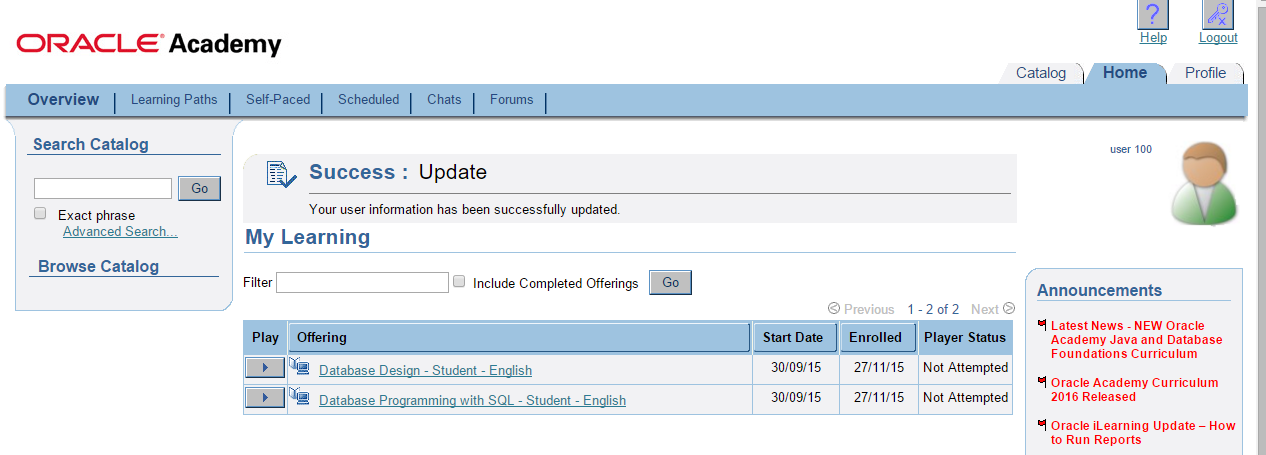 Help
Logout
ORACLE® Academy
Catalog
Home
Profile
Overview
Learning Paths
Self-Paced
Scheduled
Chats
Forums
Search Catalog
Go
Exact phrase
Advanced Search...
Browse Catalog
Success : Update
Your user information has been successfully updated.
user 100
My Learning
Filter
Include Completed Offerings
Go
Previous 1 - 2 of 2 Next
Play Offering Start Date Enrolled Player Status
Database Design - Student - English 30/09/15 27/11/15 Not Attempted
Database Programming with SQL - Student - English 30/09/15 27/11/15 Not Attempted
Announcements
Latest News - NEW Oracle
Academy Java and Database
Foundations Curriculum
Oracle Academy Curriculum
2016 Released
Oracle iLearning Update – How
to Run Reports